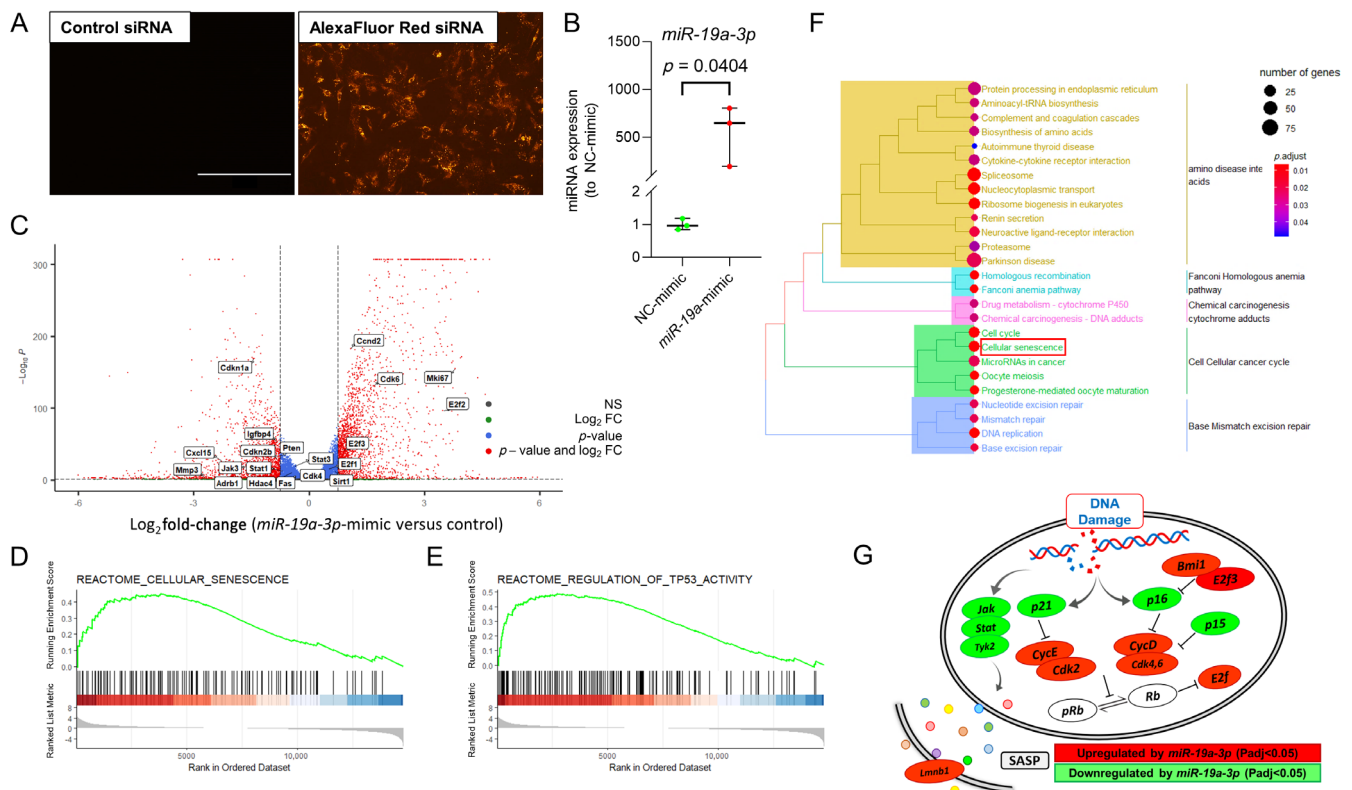 A
Control siRNA
AlexaFluor Red siRNA
B
miR-19a-3p
p = 0.0404
miRNA expression
(to NC-mimic)
1500
1000
500
2
1
0
NC-mimic
miR-19a-mimic
C
–Log₁₀ P
300
200
100
0
Ccnd2
Cdkn1a
Cdk6
Mki67
E2f2
Igfbp4
Pten
E2f3
Cxcl15
Cdkn2b
Stat3
Mmp3
Jak3
Stat1
E2f1
Adrb1
Hdac4
Fas
Cdk4
Sirt1
NS
Log₂ FC
p-value
p – value and log₂ FC
-6
-3
0
3
6
Log₂fold-change (miR-19a-3p-mimic versus control)
D
REACTOME_CELLULAR_SENESCENCE
Running Enrichment Score
0.4
0.3
0.2
0.1
0.0
Ranked List Metric
8
4
0
-4
5000
10,000
Rank in Ordered Dataset
E
REACTOME_REGULATION_OF_TP53_ACTIVITY
Running Enrichment Score
0.5
0.4
0.3
0.2
0.1
0.0
Ranked List Metric
8
4
0
-4
5000
10,000
Rank in Ordered Dataset
F
Protein processing in endoplasmic reticulum
Aminoacyl-tRNA biosynthesis
Complement and coagulation cascades
Biosynthesis of amino acids
Autoimmune thyroid disease
Cytokine-cytokine receptor interaction
Spliceosome
Nucleocytoplasmic transport
Ribosome biogenesis in eukaryotes
Renin secretion
Neuroactive ligand-receptor interaction
Proteasome
Parkinson disease
Homologous recombination
Fanconi anemia pathway
Drug metabolism - cytochrome P450
Chemical carcinogenesis - DNA adducts
Cell cycle
Cellular senescence
MicroRNAs in cancer
Oocyte meiosis
Progesterone-mediated oocyte maturation
Nucleotide excision repair
Mismatch repair
DNA replication
Base excision repair
amino disease inte
acids
Fanconi Homologous anemia
pathway
Chemical carcinogenesis
cytochrome adducts
Cell Cellular cancer cycle
Base Mismatch excision repair
number of genes
25
50
75
p.adjust
0.01
0.02
0.03
0.04
G
DNA
Damage
Bmi1
E2f3
Jak
Stat
Tyk2
p21
p16
p15
CycE
Cdk2
CycD
Cdk4,6
E2f
pRb
Rb
Lmnb1
SASP
Upregulated by miR-19a-3p (Padj<0.05)
Downregulated by miR-19a-3p (Padj<0.05)